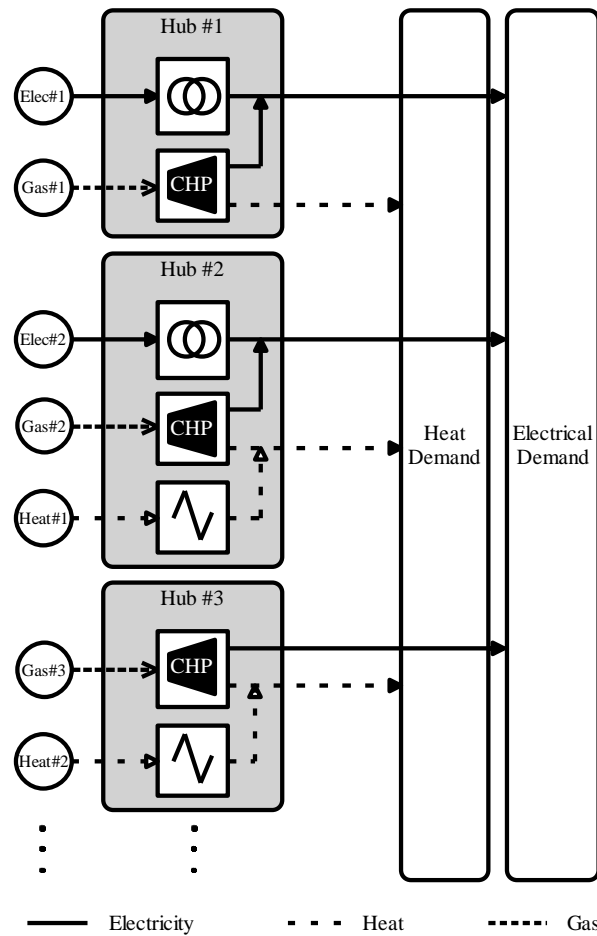 Hub #1
Elec#1
Gas#1
CHP
Hub #2
Elec#2
Gas#2
CHP
Heat#1
Heat
Demand
Electrical
Demand
Hub #3
Gas#3
CHP
Heat#2
Electricity
Heat
Gas